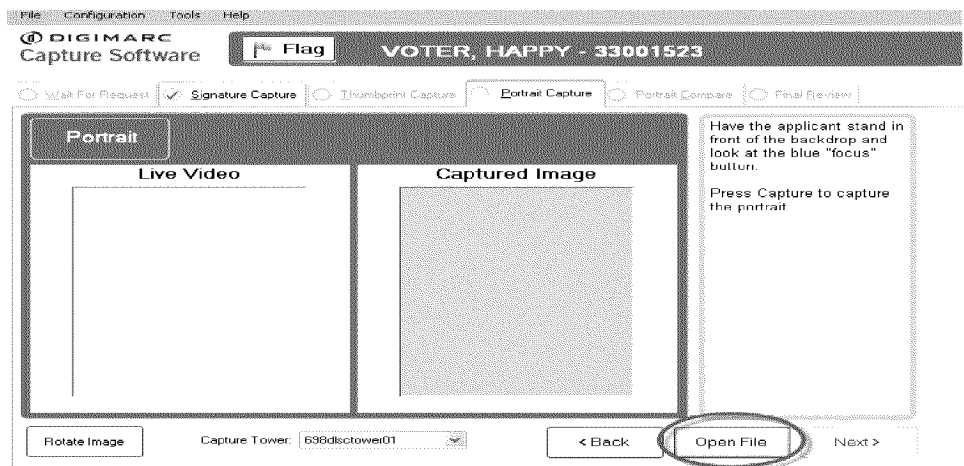 File Configuration Tools Help
DIGIMARC
Capture Software
Flag
VOTER, HAPPY - 33001523
Wait For Request
Signature Capture
Thumbprint Capture
Portrait Capture
Portrait Compare
Final Review
Portrait
Live Video
Captured Image
Have the applicant stand in
front of the backdrop and
look at the blue "focus"
button.
Press Capture to capture
the portrait
Rotate Image
Capture Tower: 698dlsctower01
< Back
Open File
Next >